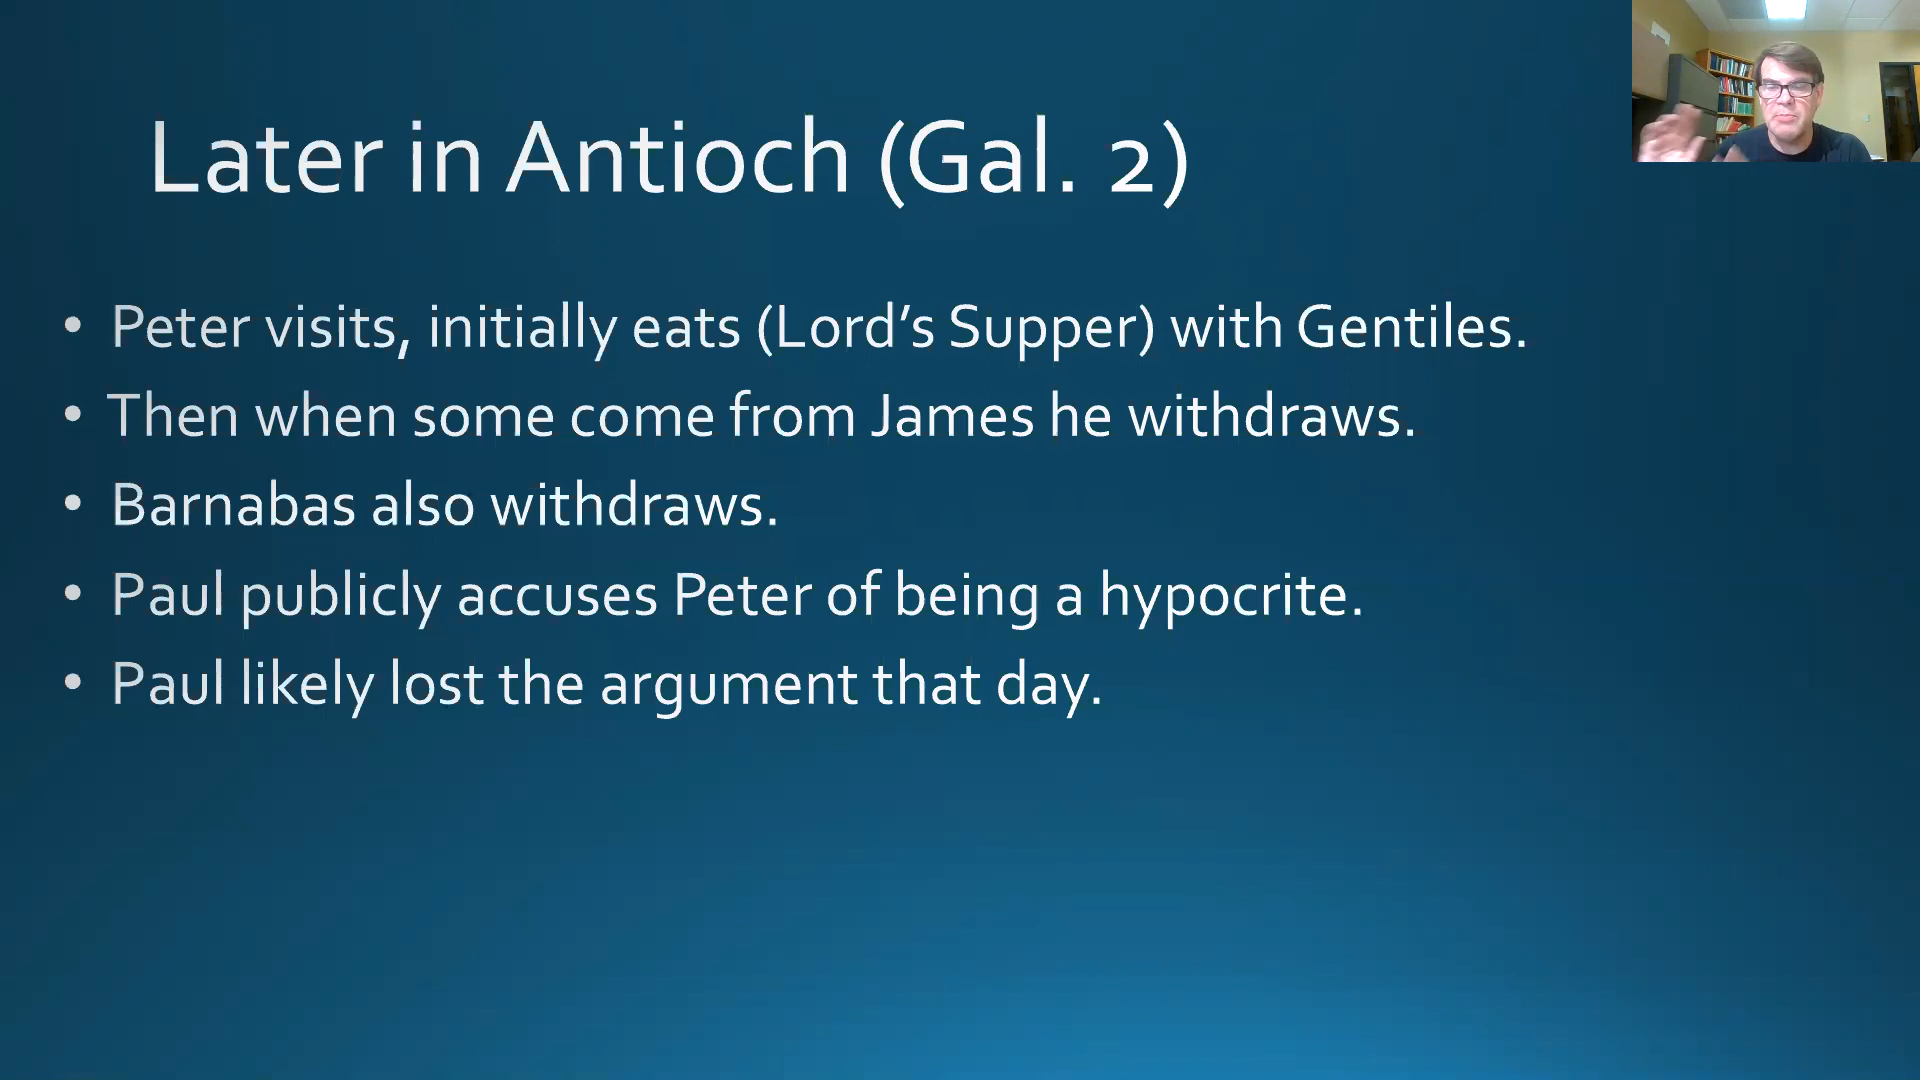 Later in Antioch (Gal. 2)
• Peter visits, initially eats (Lord’s Supper) with Gentiles.
• Then when some come from James he withdraws.
• Barnabas also withdraws.
• Paul publicly accuses Peter of being a hypocrite.
• Paul likely lost the argument that day.